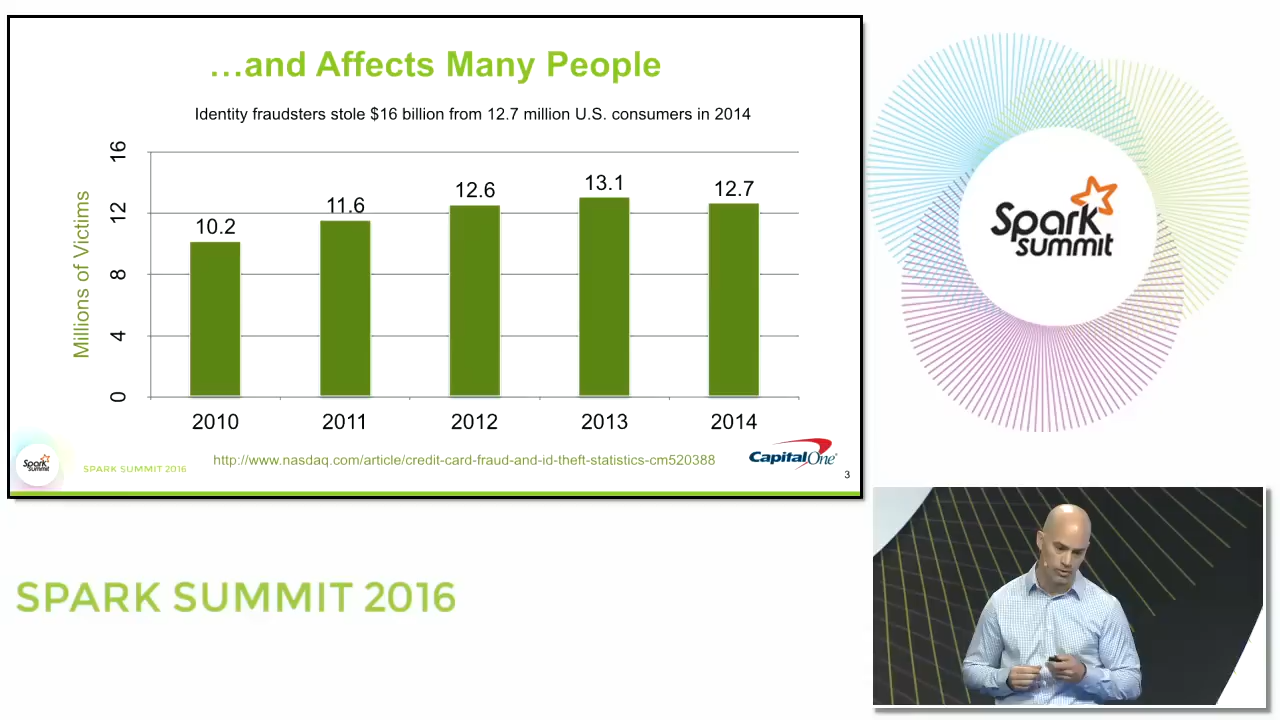 …and Affects Many People
Identity fraudsters stole $16 billion from 12.7 million U.S. consumers in 2014
Millions of Victims
16
12
8
4
0
10.2
11.6
12.6
13.1
12.7
2010
2011
2012
2013
2014
Spark
Summit
SPARK SUMMIT 2016
http://www.nasdaq.com/article/credit-card-fraud-and-id-theft-statistics-cm520388
CapitalOne
3
Spark
Summit
SPARK SUMMIT 2016